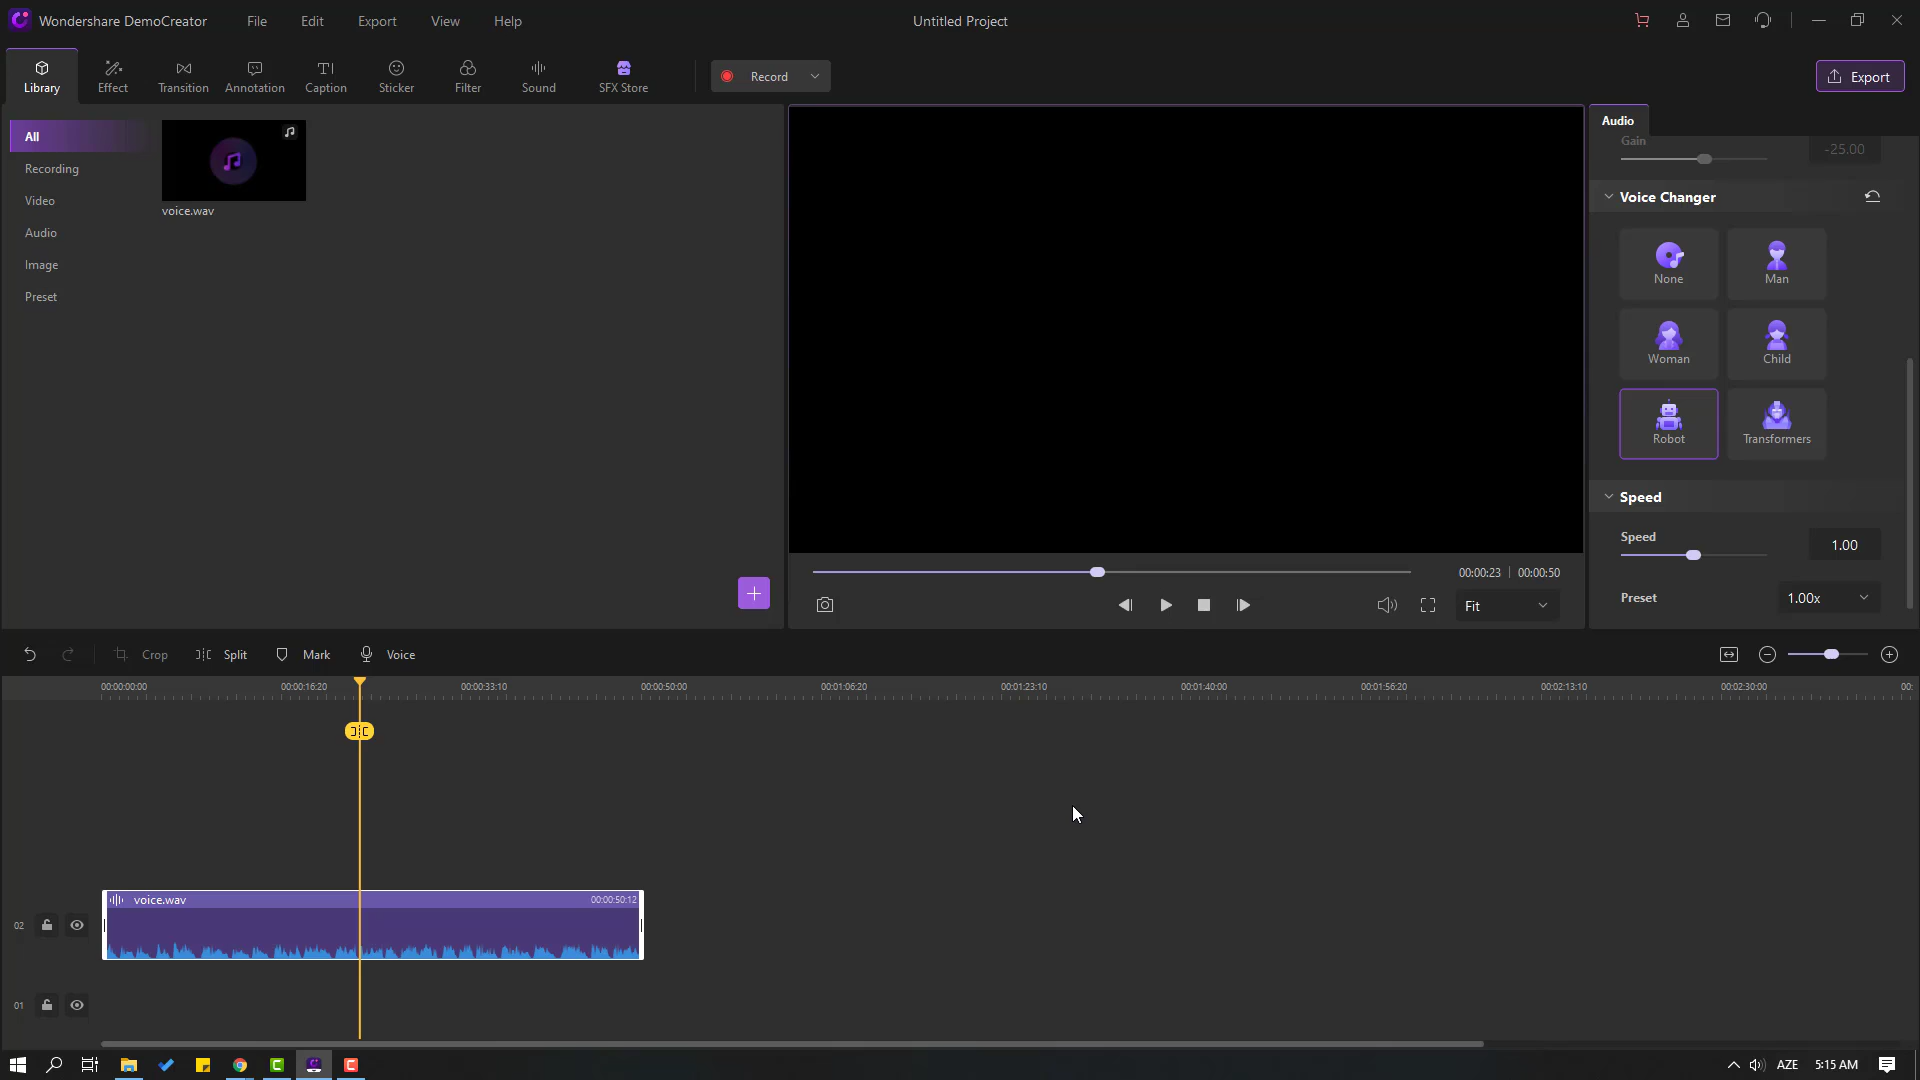 Wondershare DemoCreator File Edit Export View Help Untitled Project
Library Effect Transition Annotation Caption Sticker Filter Sound SFX Store Record Export
All
Recording
Video
Audio
Image
Preset
voice.wav
Audio
Gain -25.00
Voice Changer
None Man
Woman Child
Robot Transformers
Speed
Speed 1.00
Preset 1.00x
00:00:23 | 00:00:50
Fit
Crop Split Mark Voice
00:00:00:00 00:00:16:20 00:00:33:10 00:00:50:00 00:01:06:20 00:01:23:10 00:01:40:00 00:01:56:20 00:02:13:10 00:02:30:00 00:
voice.wav 00:00:50:12
02
01
AZE 5:15 AM